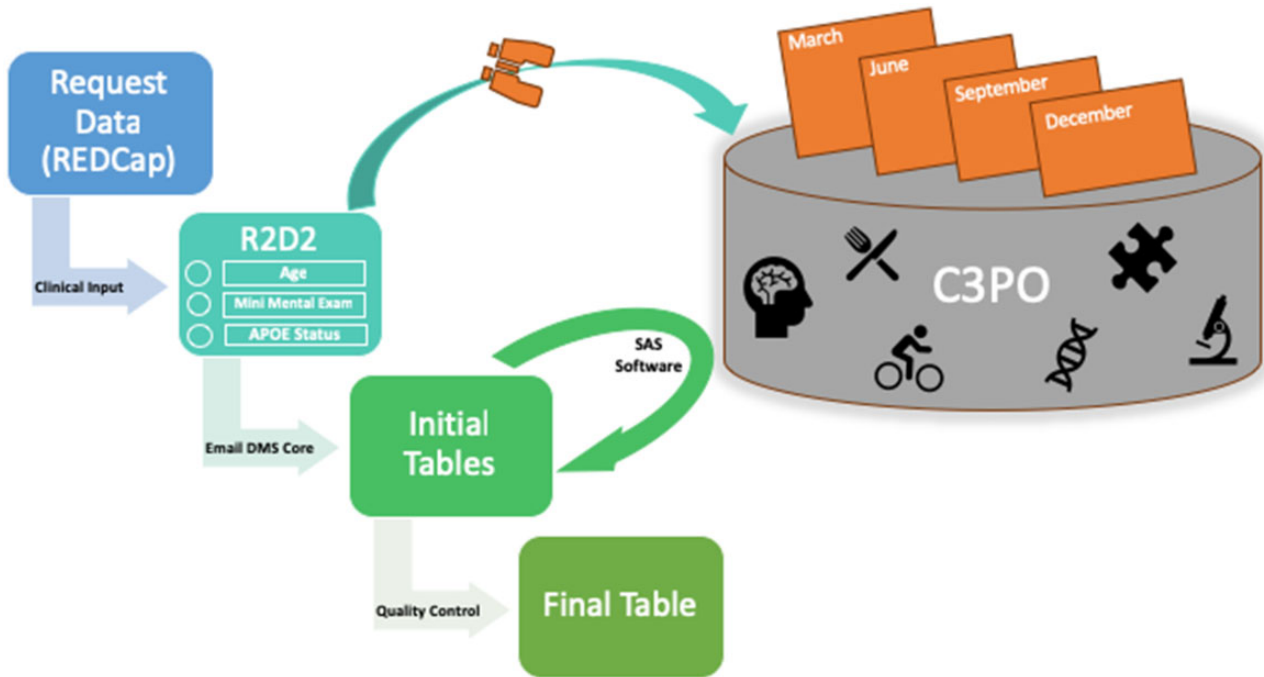 Request
Data
(REDCap)
Clinical Input
R2D2
Age
Mini Mental Exam
APOE Status
Email DMS Core
Initial
Tables
SAS
Software
Quality Control
Final Table
March
June
September
December
C3PO